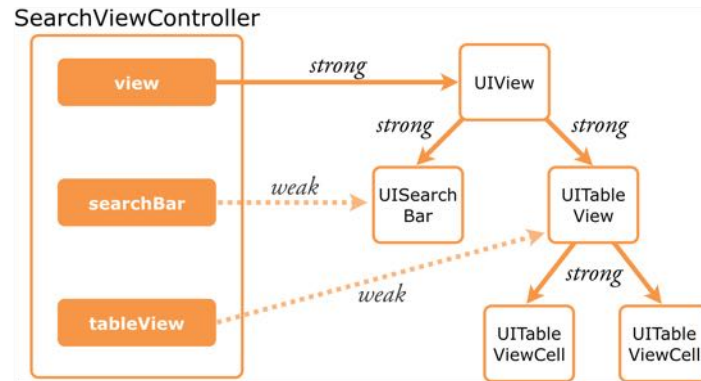 SearchViewController
view
strong
UIView
strong
strong
searchBar
weak
UISearch
Bar
UITable
View
weak
strong
tableView
UITable
ViewCell
UITable
ViewCell